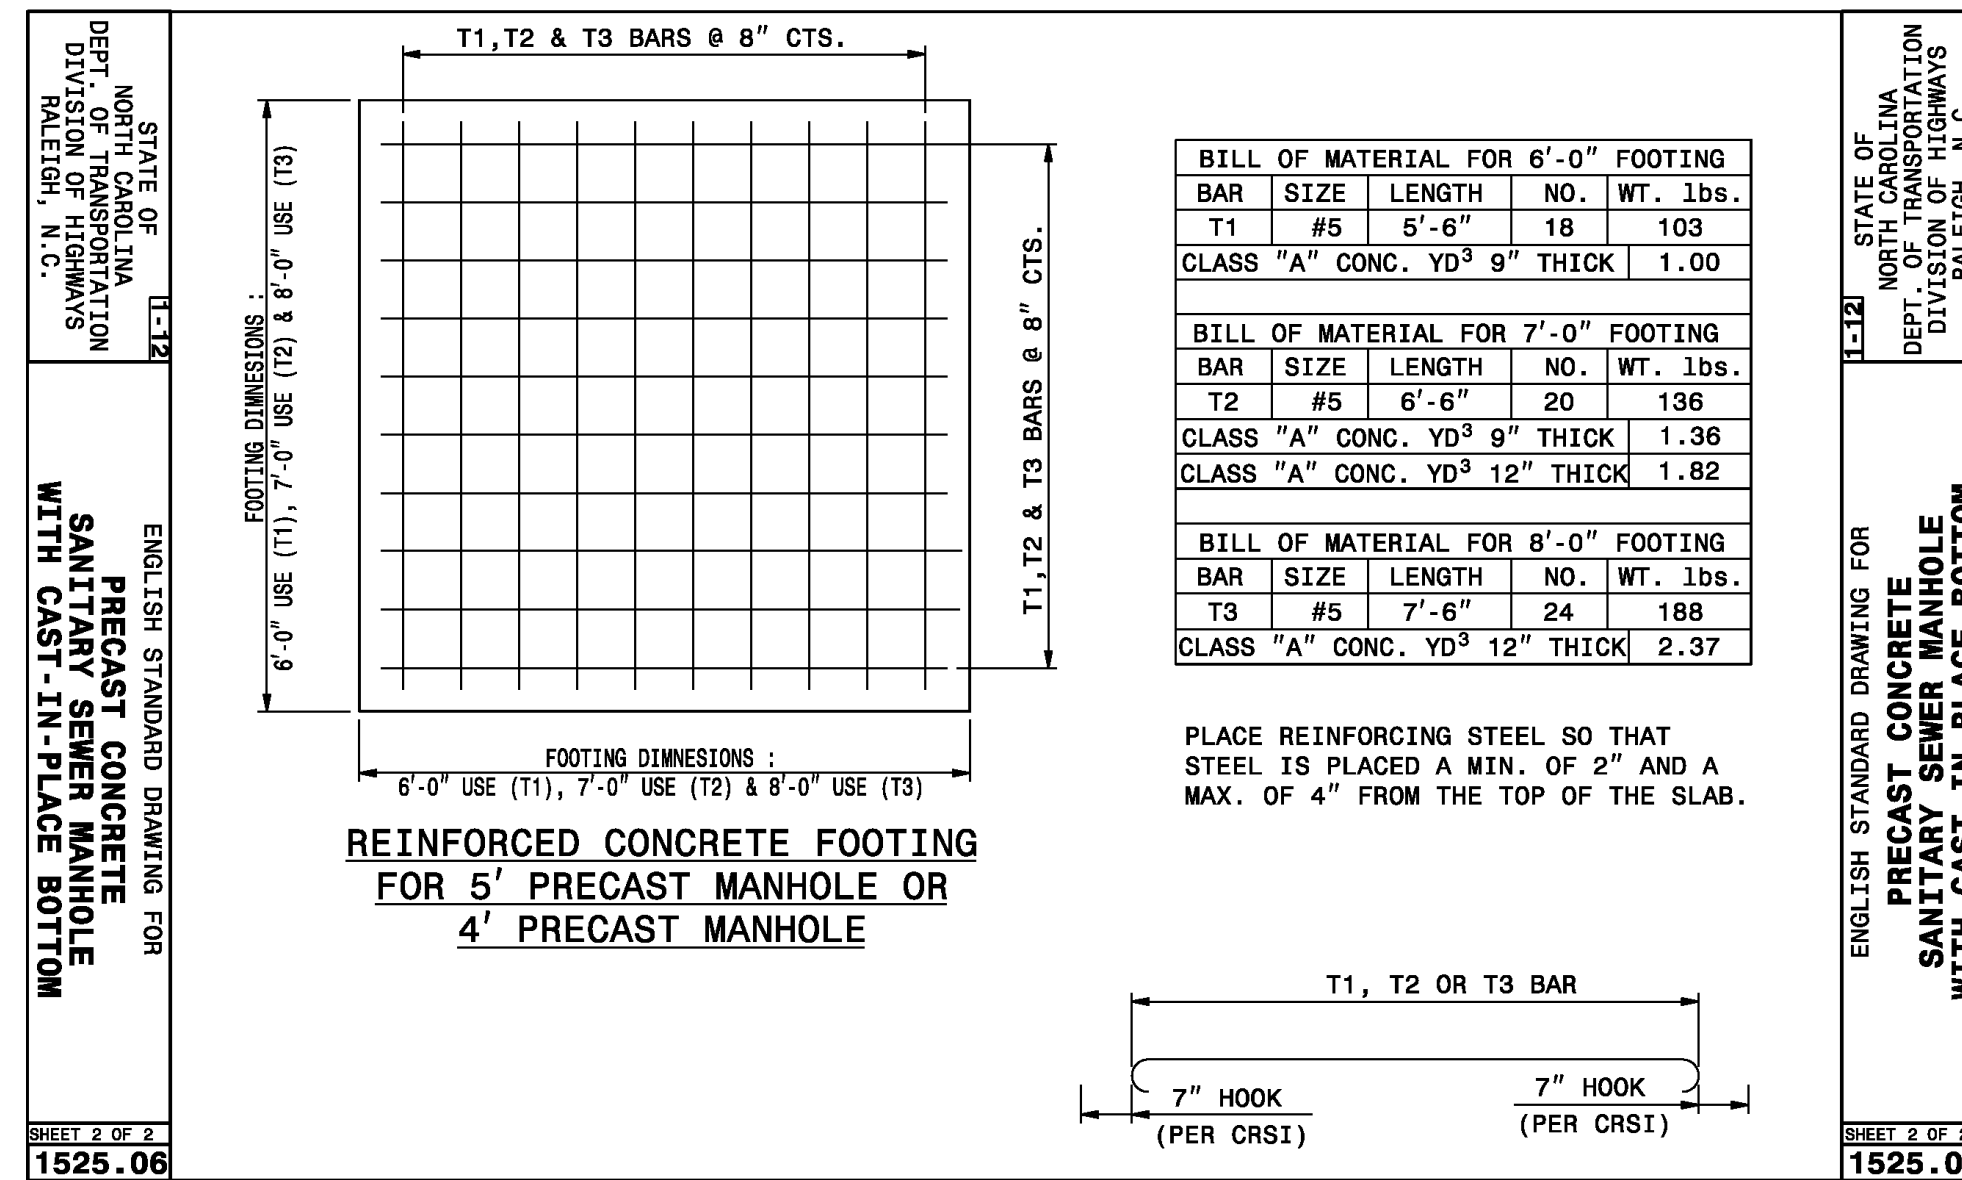 STATE OF
NORTH CAROLINA
DEPT. OF TRANSPORTATION
DIVISION OF HIGHWAYS
RALEIGH, N.C.
1-12
ENGLISH STANDARD DRAWING FOR
PRECAST CONCRETE
SANITARY SEWER MANHOLE
WITH CAST-IN-PLACE BOTTOM
SHEET 2 OF 2
1525.06
T1,T2 & T3 BARS @ 8" CTS.
FOOTING DIMNESIONS :
6'-0" USE (T1), 7'-0" USE (T2) & 8'-0" USE (T3)
T1,T2 & T3 BARS @ 8" CTS.
FOOTING DIMNESIONS :
6'-0" USE (T1), 7'-0" USE (T2) & 8'-0" USE (T3)
REINFORCED CONCRETE FOOTING
FOR 5' PRECAST MANHOLE OR
4' PRECAST MANHOLE
BILL OF MATERIAL FOR 6'-0" FOOTING
BAR SIZE LENGTH NO. WT. lbs.
T1 #5 5'-6" 18 103
CLASS "A" CONC. YD³ 9" THICK 1.00
BILL OF MATERIAL FOR 7'-0" FOOTING
BAR SIZE LENGTH NO. WT. lbs.
T2 #5 6'-6" 20 136
CLASS "A" CONC. YD³ 9" THICK 1.36
CLASS "A" CONC. YD³ 12" THICK 1.82
BILL OF MATERIAL FOR 8'-0" FOOTING
BAR SIZE LENGTH NO. WT. lbs.
T3 #5 7'-6" 24 188
CLASS "A" CONC. YD³ 12" THICK 2.37
PLACE REINFORCING STEEL SO THAT
STEEL IS PLACED A MIN. OF 2" AND A
MAX. OF 4" FROM THE TOP OF THE SLAB.
T1, T2 OR T3 BAR
7" HOOK
(PER CRSI)
7" HOOK
(PER CRSI)
STATE OF
NORTH CAROLINA
DEPT. OF TRANSPORTATION
DIVISION OF HIGHWAYS
1-12
ENGLISH STANDARD DRAWING FOR
PRECAST CONCRETE
SANITARY SEWER MANHOLE
SHEET 2 OF
1525.0